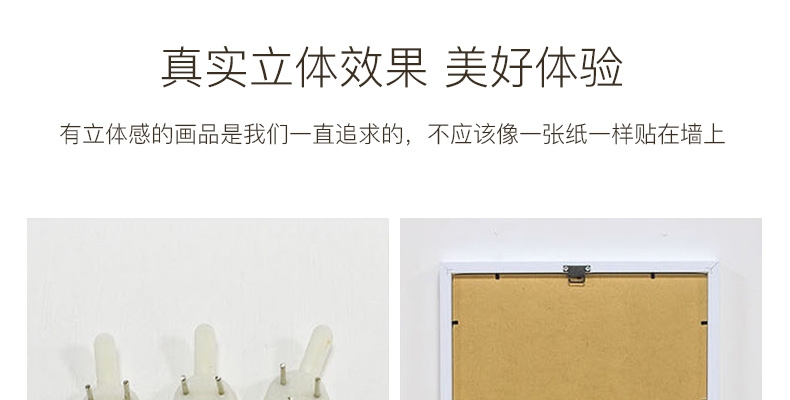 真实立体效果 美好体验
有立体感的画品是我们一直追求的，不应该像一张纸一样贴在墙上